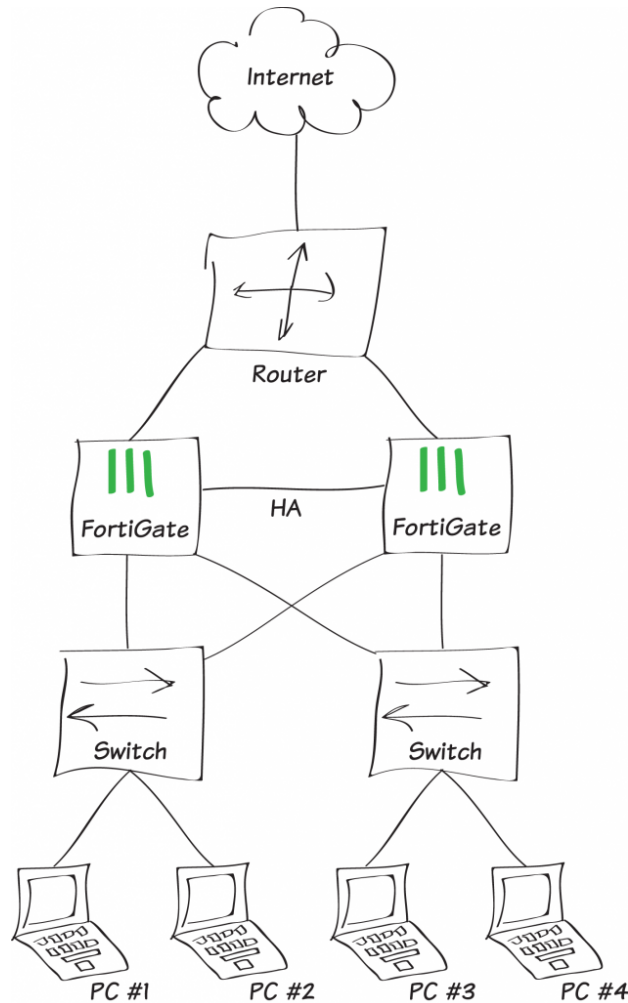 Internet
Router
HA
FortiGate
FortiGate
Switch
Switch
PC #1
PC #2
PC #3
PC #4